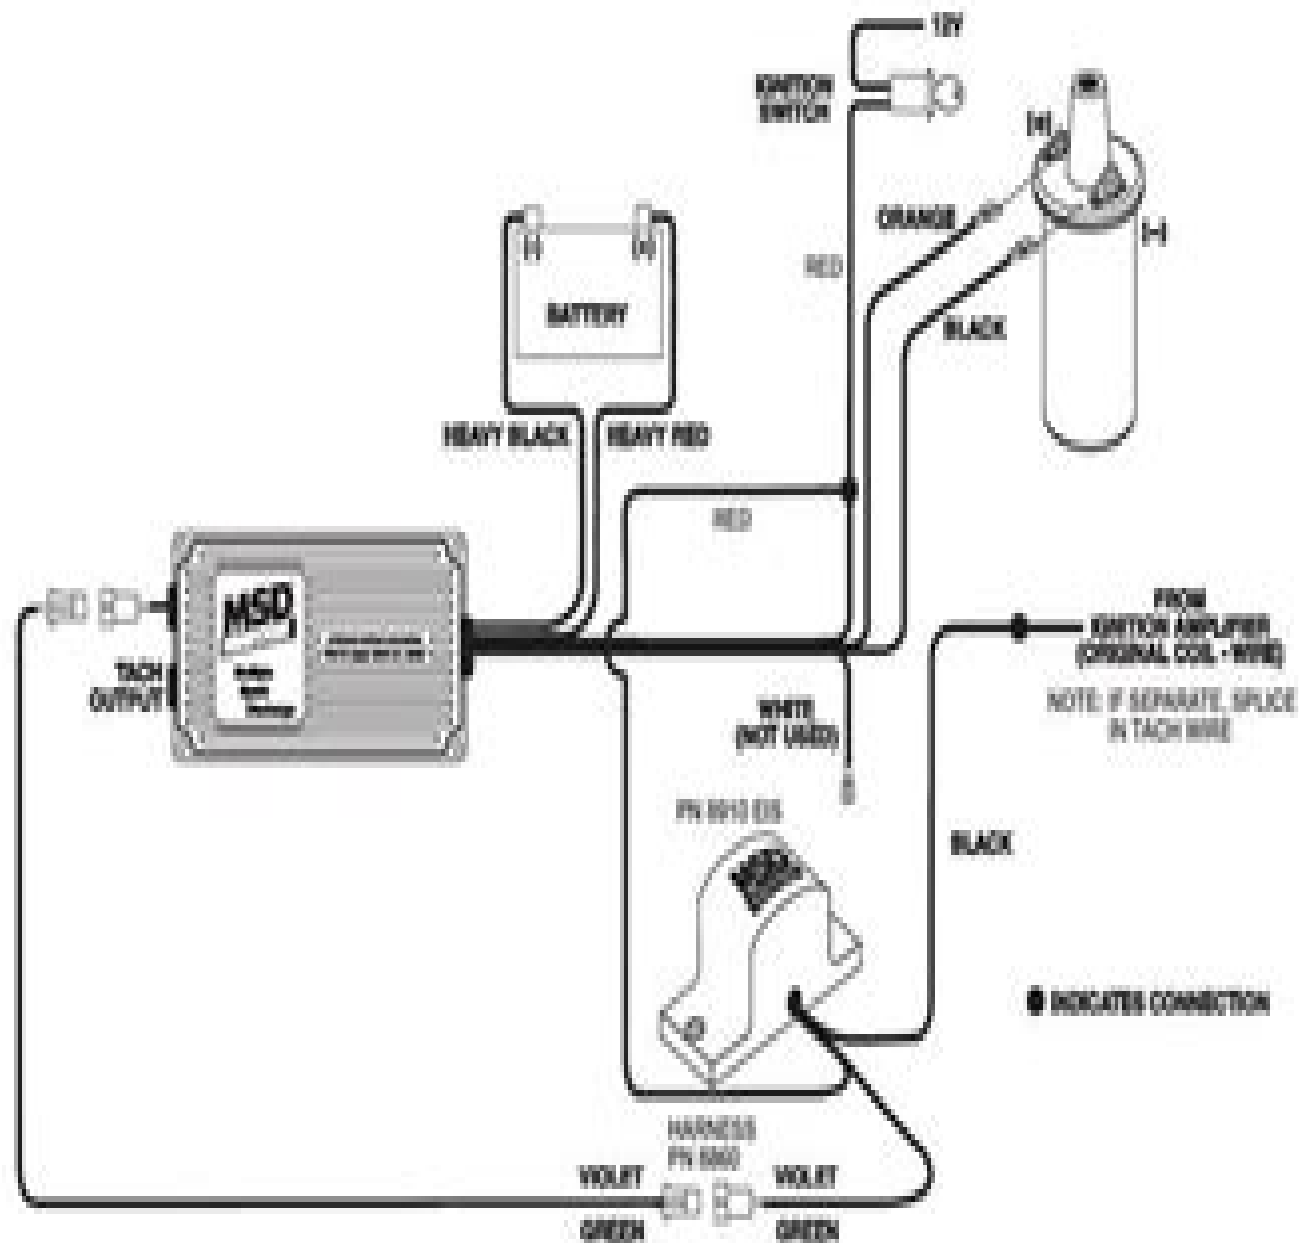 12V
IGNITION
SWITCH
(+)
ORANGE
(-)
RED
(-) (+)
BATTERY
BLACK
HEAVY BLACK
HEAVY RED
RED
MSD
FROM
IGNITION AMPLIFIER
(ORIGINAL COIL - WIRE)
TACH
OUTPUT
NOTE: IF SEPARATE, SPLICE
IN TACH WIRE
WHITE
(NOT USED)
BLACK
INDICATES CONNECTION
HARNESS
PN 8860
VIOLET
VIOLET
GREEN
GREEN